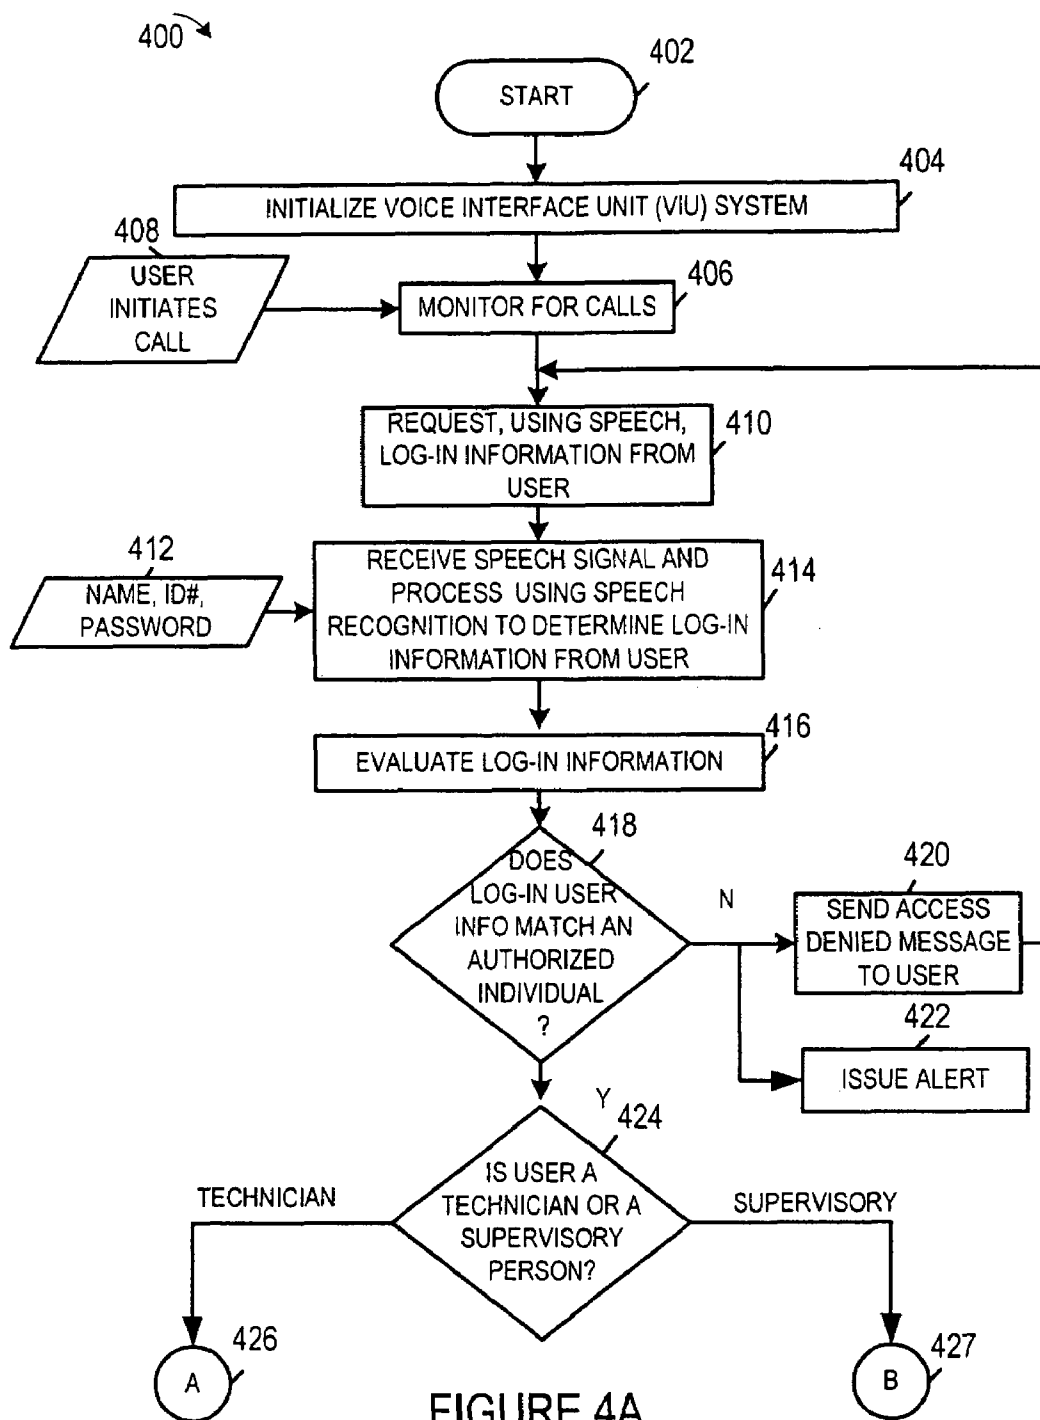 400
402
START
404
INITIALIZE VOICE INTERFACE UNIT (VIU) SYSTEM
408
USER
INITIATES
CALL
406
MONITOR FOR CALLS
410
REQUEST, USING SPEECH,
LOG-IN INFORMATION FROM
USER
412
NAME, ID#,
PASSWORD
414
RECEIVE SPEECH SIGNAL AND
PROCESS USING SPEECH
RECOGNITION TO DETERMINE LOG-IN
INFORMATION FROM USER
416
EVALUATE LOG-IN INFORMATION
418
DOES
LOG-IN USER
INFO MATCH AN
AUTHORIZED
INDIVIDUAL
?
N
420
SEND ACCESS
DENIED MESSAGE
TO USER
422
ISSUE ALERT
Y
424
IS USER A
TECHNICIAN OR A
SUPERVISORY
PERSON?
TECHNICIAN
SUPERVISORY
A
426
B
427
FIGURE 4A